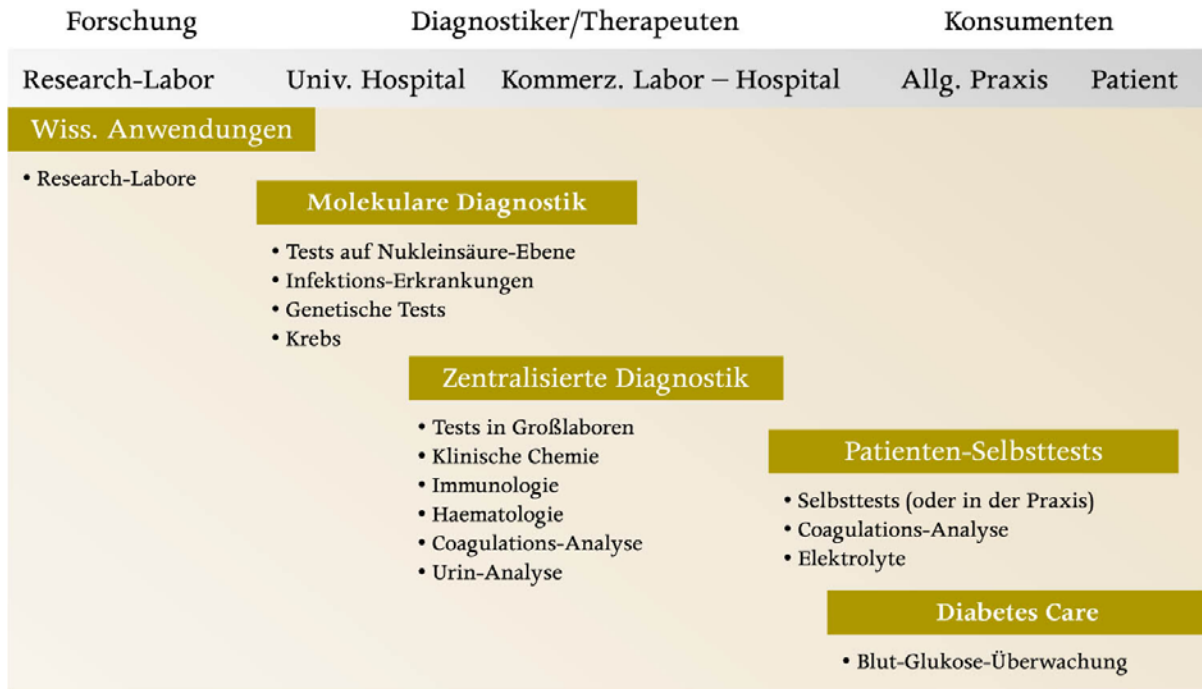 Forschung Diagnostiker/Therapeuten Konsumenten
Research-Labor Univ. Hospital Kommerz. Labor – Hospital Allg. Praxis Patient
Wiss. Anwendungen
• Research-Labore
Molekulare Diagnostik
• Tests auf Nukleinsäure-Ebene
• Infektions-Erkrankungen
• Genetische Tests
• Krebs
Zentralisierte Diagnostik
• Tests in Großlaboren
• Klinische Chemie
• Immunologie
• Haematologie
• Coagulations-Analyse
• Urin-Analyse
Patienten-Selbsttests
• Selbsttests (oder in der Praxis)
• Coagulations-Analyse
• Elektrolyte
Diabetes Care
• Blut-Glukose-Überwachung